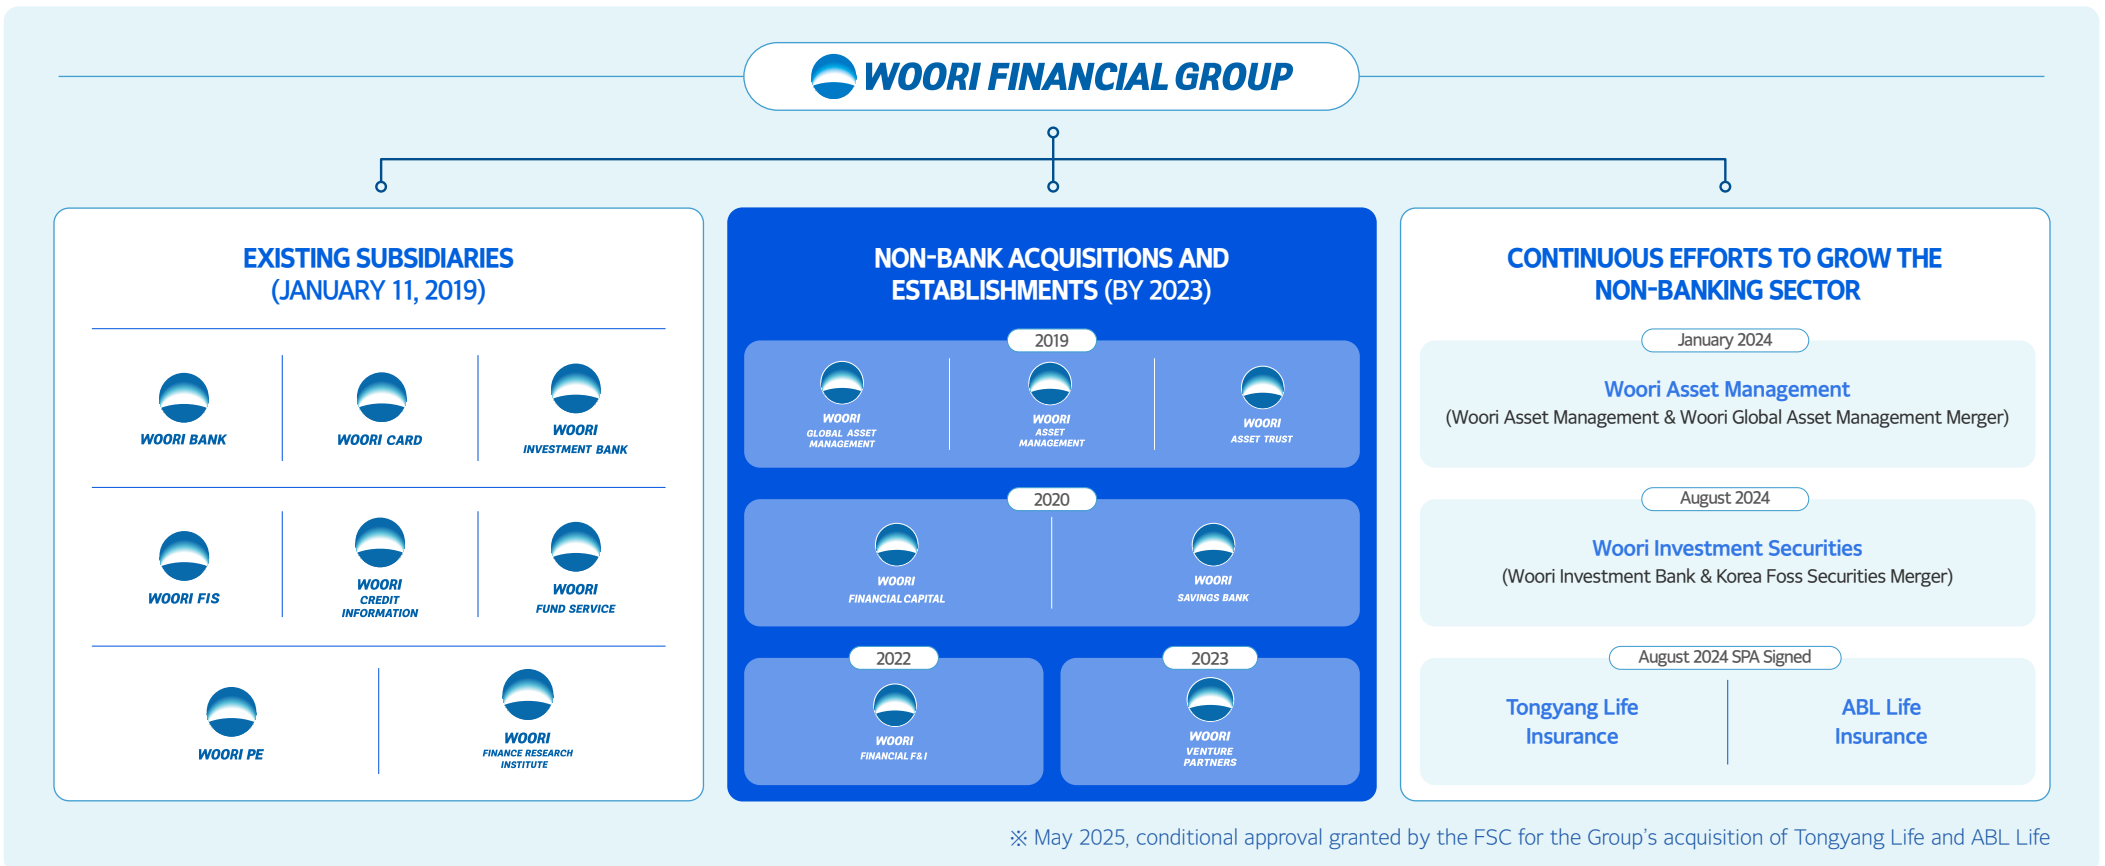 WOORI FINANCIAL GROUP
EXISTING SUBSIDIARIES
(JANUARY 11, 2019)
WOORI BANK
WOORI CARD
WOORI
INVESTMENT BANK
WOORI FIS
WOORI
CREDIT
INFORMATION
WOORI
FUND SERVICE
WOORI PE
WOORI
FINANCE RESEARCH
INSTITUTE
NON-BANK ACQUISITIONS AND
ESTABLISHMENTS (BY 2023)
2019
WOORI
GLOBAL ASSET
MANAGEMENT
WOORI
ASSET
MANAGEMENT
WOORI
ASSET TRUST
2020
WOORI
FINANCIAL CAPITAL
WOORI
SAVINGS BANK
2022
WOORI
FINANCIAL F&I
2023
WOORI
VENTURE
PARTNERS
CONTINUOUS EFFORTS TO GROW THE
NON-BANKING SECTOR
January 2024
Woori Asset Management
(Woori Asset Management & Woori Global Asset Management Merger)
August 2024
Woori Investment Securities
(Woori Investment Bank & Korea Foss Securities Merger)
August 2024 SPA Signed
Tongyang Life
Insurance
ABL Life
Insurance
※ May 2025, conditional approval granted by the FSC for the Group's acquisition of Tongyang Life and ABL Life